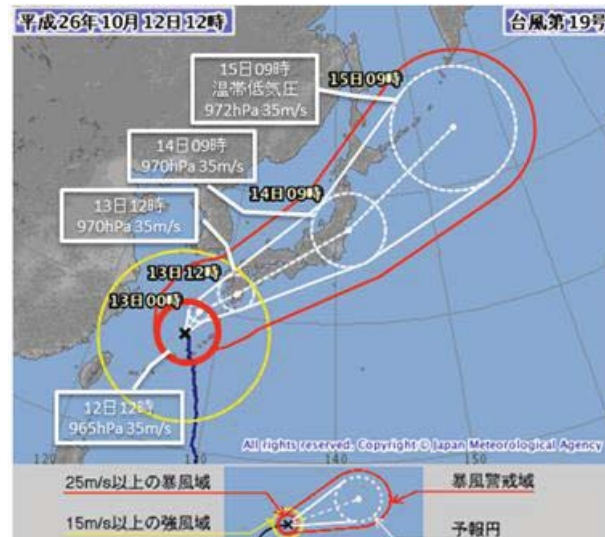 平成26年10月12日12時
台風第19号
15日09時
温帯低気圧
972hPa 35m/s
15日09時
14日09時
970hPa 35m/s
14日09時
13日12時
970hPa 35m/s
13日12時
13日00時
12日12時
965hPa 35m/s
All rights reserved. Copyright © Japan Meteorological Agency
120
130
140
150
25m/s以上の暴風域
暴風警戒域
15m/s以上の強風域
予報円